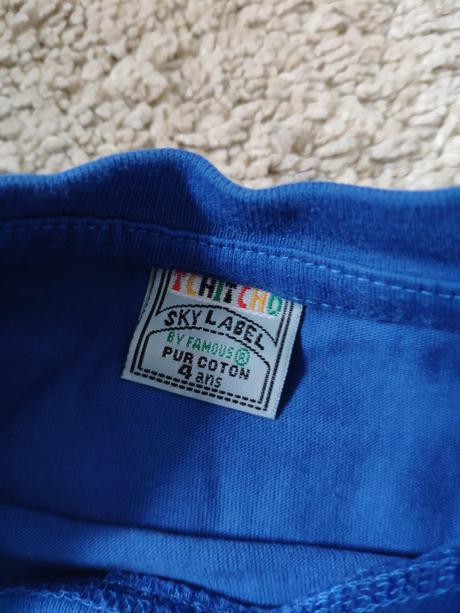 TCHITCHO
SKY LABEL
BY FAMOUS®
PUR COTON
4 ans